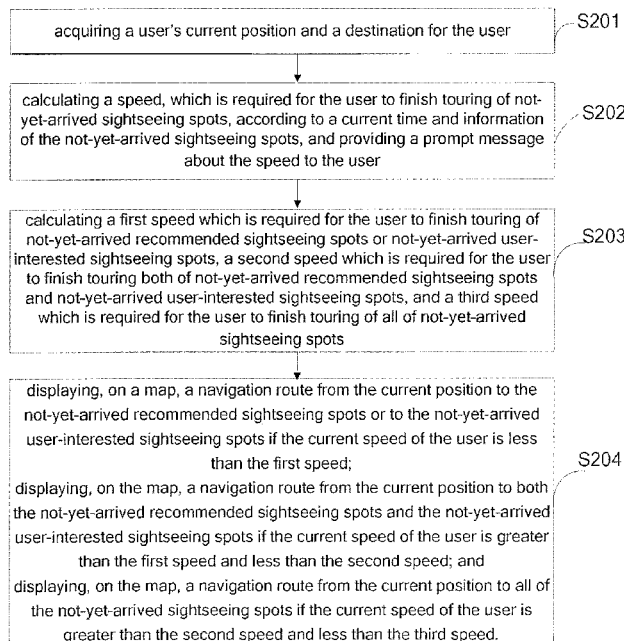 acquiring a user's current position and a destination for the user
S201
calculating a speed, which is required for the user to finish touring of not-
yet-arrived sightseeing spots, according to a current time and information
of the not-yet-arrived sightseeing spots, and providing a prompt message
about the speed to the user
S202
calculating a first speed which is required for the user to finish touring of
not-yet-arrived recommended sightseeing spots or not-yet-arrived user-
interested sightseeing spots, a second speed which is required for the user
to finish touring both of not-yet-arrived recommended sightseeing spots
and not-yet-arrived user-interested sightseeing spots, and a third speed
which is required for the user to finish touring of all of not-yet-arrived
sightseeing spots
S203
displaying, on a map, a navigation route from the current position to the
not-yet-arrived recommended sightseeing spots or to the not-yet-arrived
user-interested sightseeing spots if the current speed of the user is less
than the first speed;
displaying, on the map, a navigation route from the current position to both
the not-yet-arrived recommended sightseeing spots and the not-yet-arrived
user-interested sightseeing spots if the current speed of the user is greater
than the first speed and less than the second speed; and
displaying, on the map, a navigation route from the current position to all of
the not-yet-arrived sightseeing spots if the current speed of the user is
greater than the second speed and less than the third speed.
S204